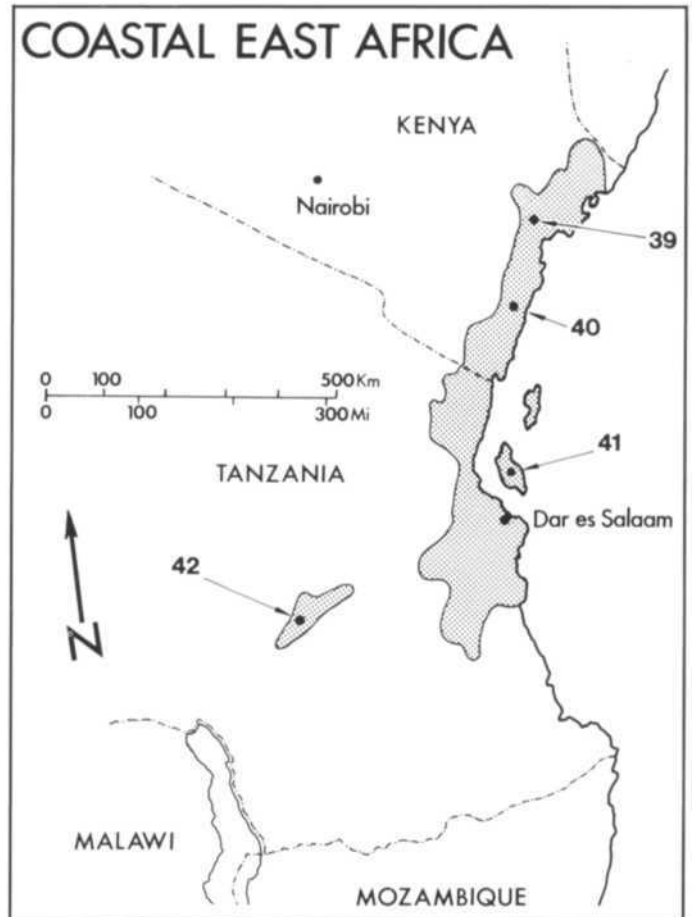 COASTAL EAST AFRICA
KENYA
Nairobi
39
40
0 100 500 Km
0 100 300 Mi
41
TANZANIA
Dar es Salaam
42
N
MALAWI
MOZAMBIQUE